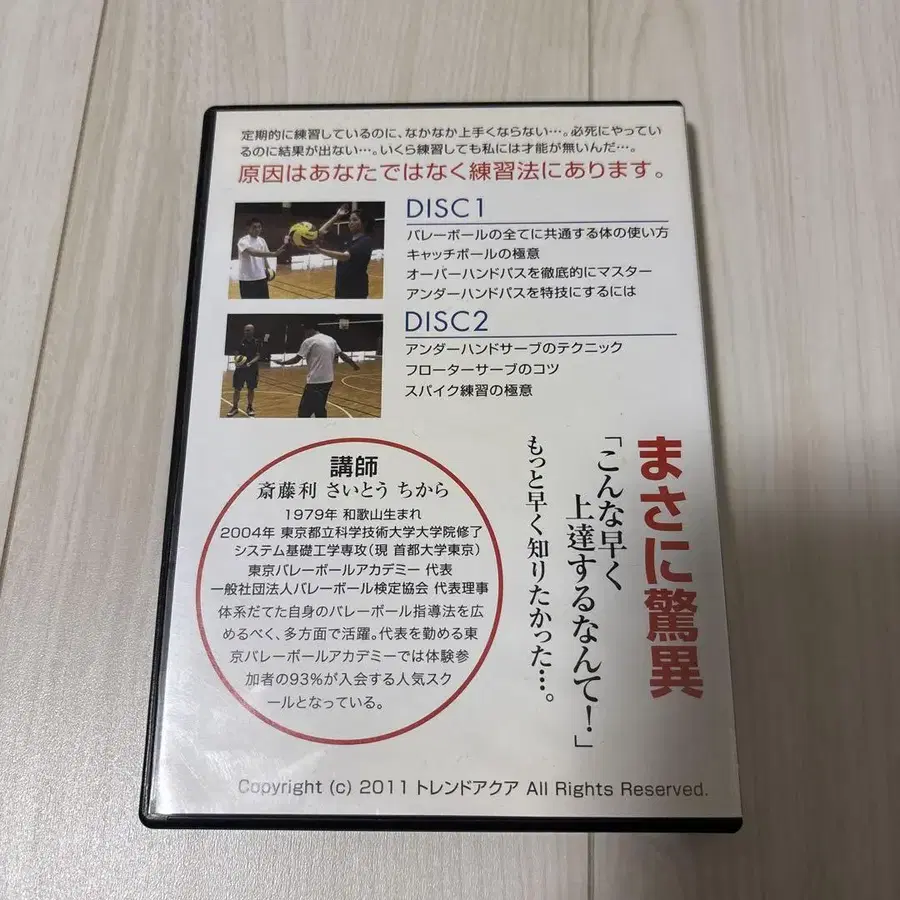 定期的に練習しているのに、なかなか上手くならない…。必死にやってい
るのに結果が出ない…。いくら練習しても私には才能が無いんだ…。
原因はあなたではなく練習法にあります。
DISC1
バレーボールの全てに共通する体の使い方
キャッチボールの極意
オーバーハンドパスを徹底的にマスター
アンダーハンドパスを特技にするには
DISC2
アンダーハンドサーブのテクニック
フローターサーブのコツ
スパイク練習の極意
まさに驚異
「こんな早く
上達するなんて！」
もっと早く知りたかった…。
講師
斎藤利 さいとう ちから
1979年 和歌山生まれ
2004年 東京都立科学技術大学大学院修了
システム基礎工学専攻(現 首都大学東京)
東京バレーボールアカデミー 代表
一般社団法人バレーボール検定協会 代表理事
体系だてた自身のバレーボール指導法を広
めるべく、多方面で活躍。代表を勤める東
京バレーボールアカデミーでは体験参
加者の93%が入会する人気スク
ールとなっている。
Copyright (c) 2011 トレンドアクア All Rights Reserved.